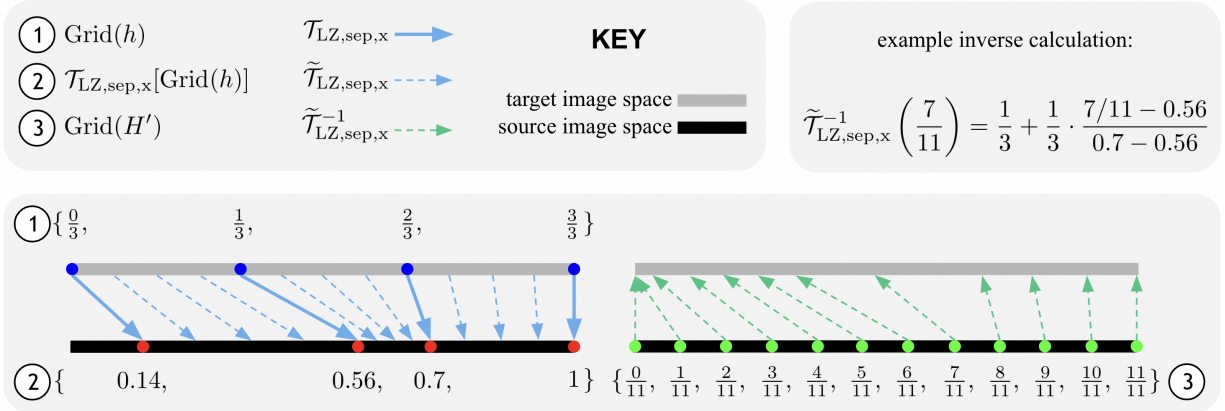 1 Grid(h) 𝒯_LZ,sep,x KEY
2 𝒯_LZ,sep,x[Grid(h)] 𝒯̃_LZ,sep,x
3 Grid(H′) 𝒯̃⁻¹_LZ,sep,x
target image space
source image space
example inverse calculation:
𝒯̃⁻¹_LZ,sep,x (7/11) = 1/3 + 1/3 · (7/11 − 0.56)/(0.7 − 0.56)
1 { 0/3, 1/3, 2/3, 3/3 }
2 { 0.14, 0.56, 0.7, 1 }
{ 0/11, 1/11, 2/11, 3/11, 4/11, 5/11, 6/11, 7/11, 8/11, 9/11, 10/11, 11/11 } 3